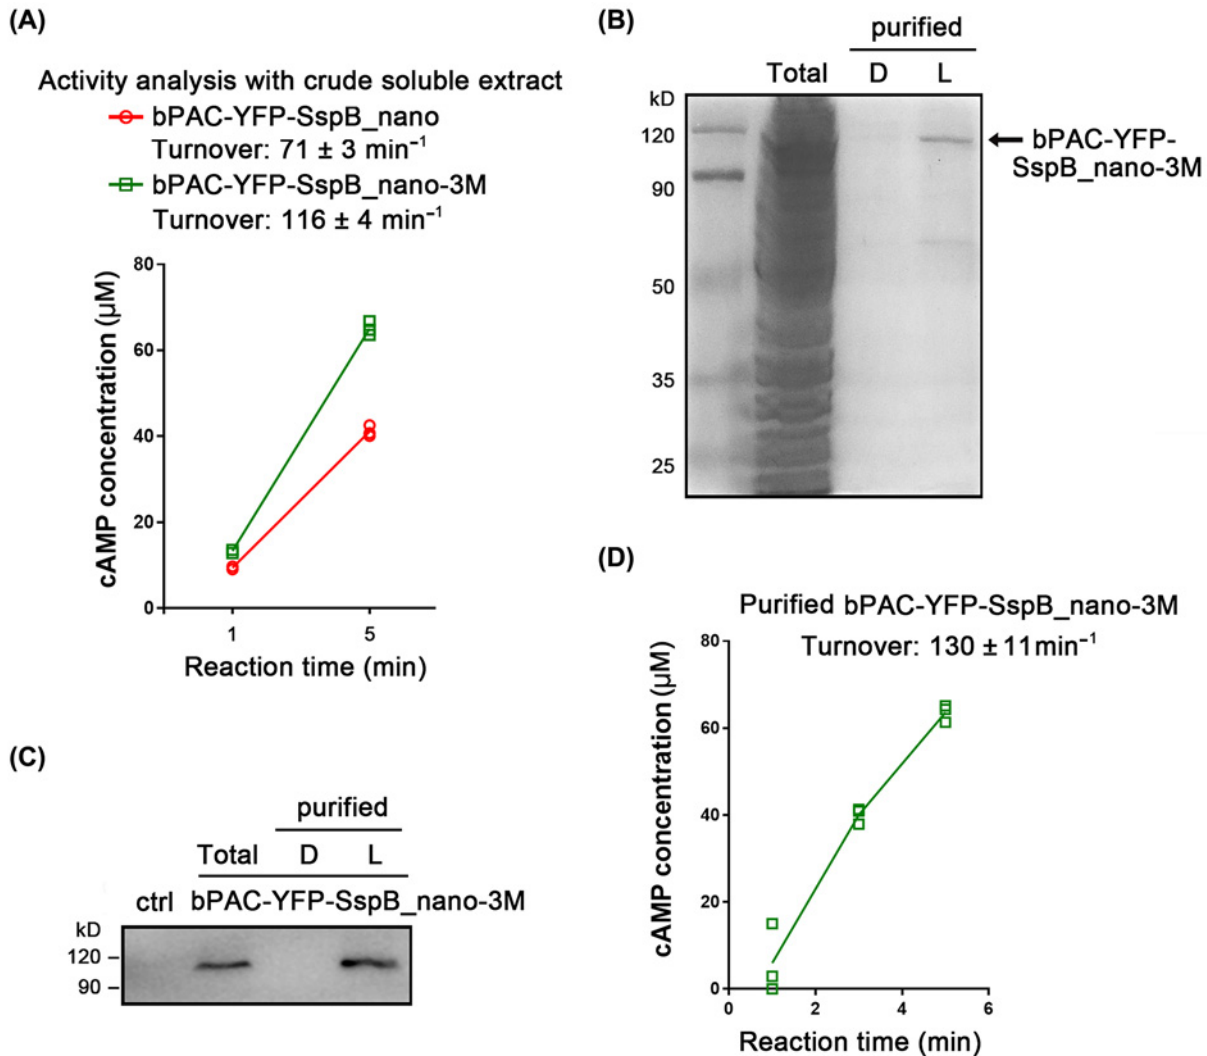 (A)
Activity analysis with crude soluble extract
bPAC-YFP-SspB_nano
Turnover: 71 ± 3 min⁻¹
bPAC-YFP-SspB_nano-3M
Turnover: 116 ± 4 min⁻¹
80
60
40
20
0
cAMP concentration (µM)
1 5
Reaction time (min)
(B)
purified
Total D L
kD
120
90
50
35
25
bPAC-YFP-
SspB_nano-3M
(C)
purified
Total D L
ctrl bPAC-YFP-SspB_nano-3M
kD
120
90
(D)
Purified bPAC-YFP-SspB_nano-3M
Turnover: 130 ± 11min⁻¹
80
60
40
20
0
cAMP concentration (µM)
0 2 4 6
Reaction time (min)